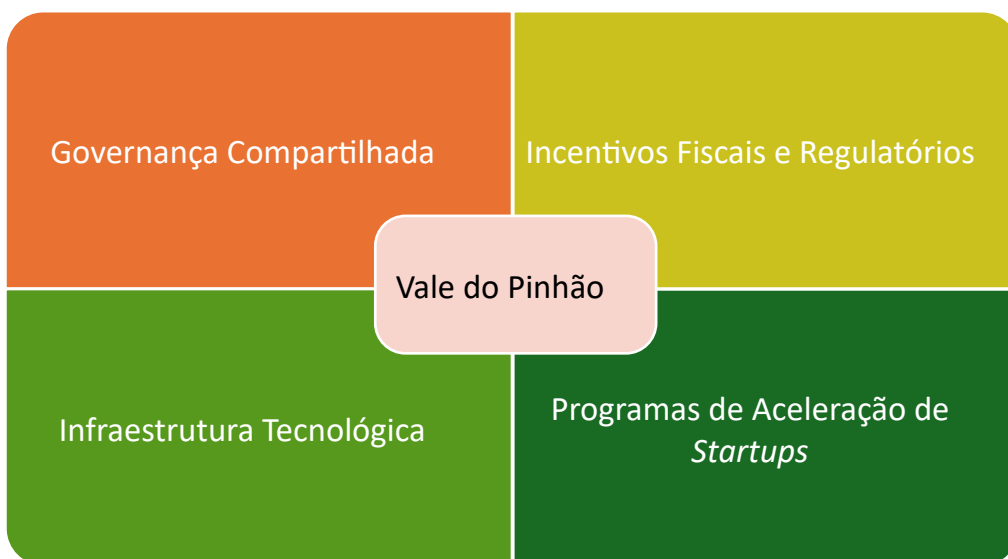 Governança Compartilhada
Incentivos Fiscais e Regulatórios
Vale do Pinhão
Infraestrutura Tecnológica
Programas de Aceleração de
Startups